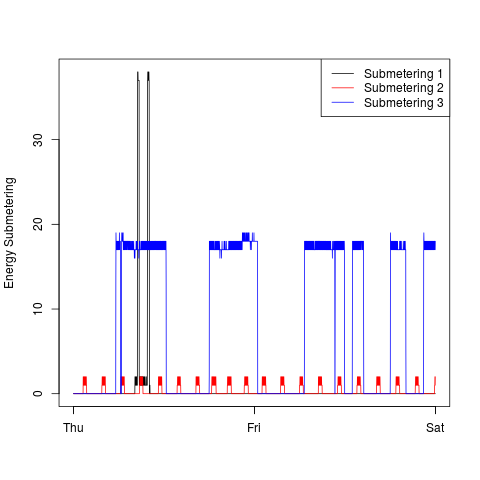 Submetering 1
Submetering 2
Submetering 3
Energy Submetering
30
20
10
0
Thu
Fri
Sat